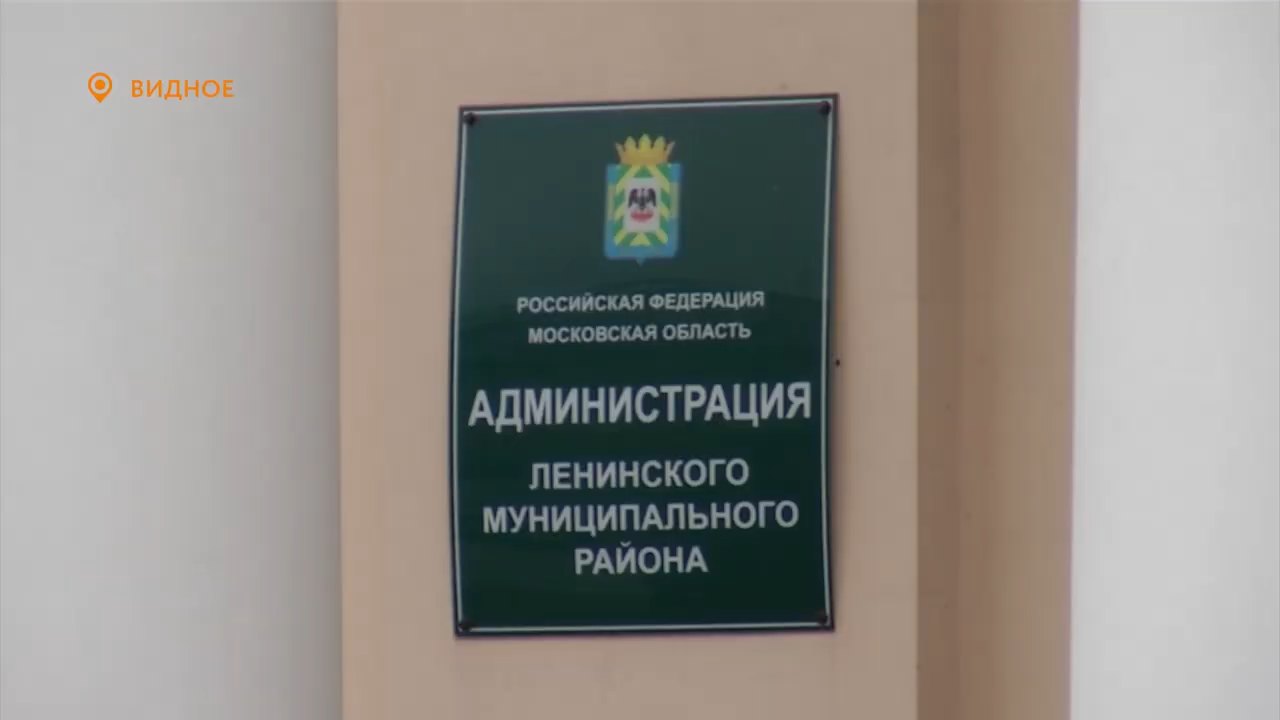 ВИДНОЕ
РОССИЙСКАЯ ФЕДЕРАЦИЯ
МОСКОВСКАЯ ОБЛАСТЬ
АДМИНИСТРАЦИЯ
ЛЕНИНСКОГО
МУНИЦИПАЛЬНОГО
РАЙОНА